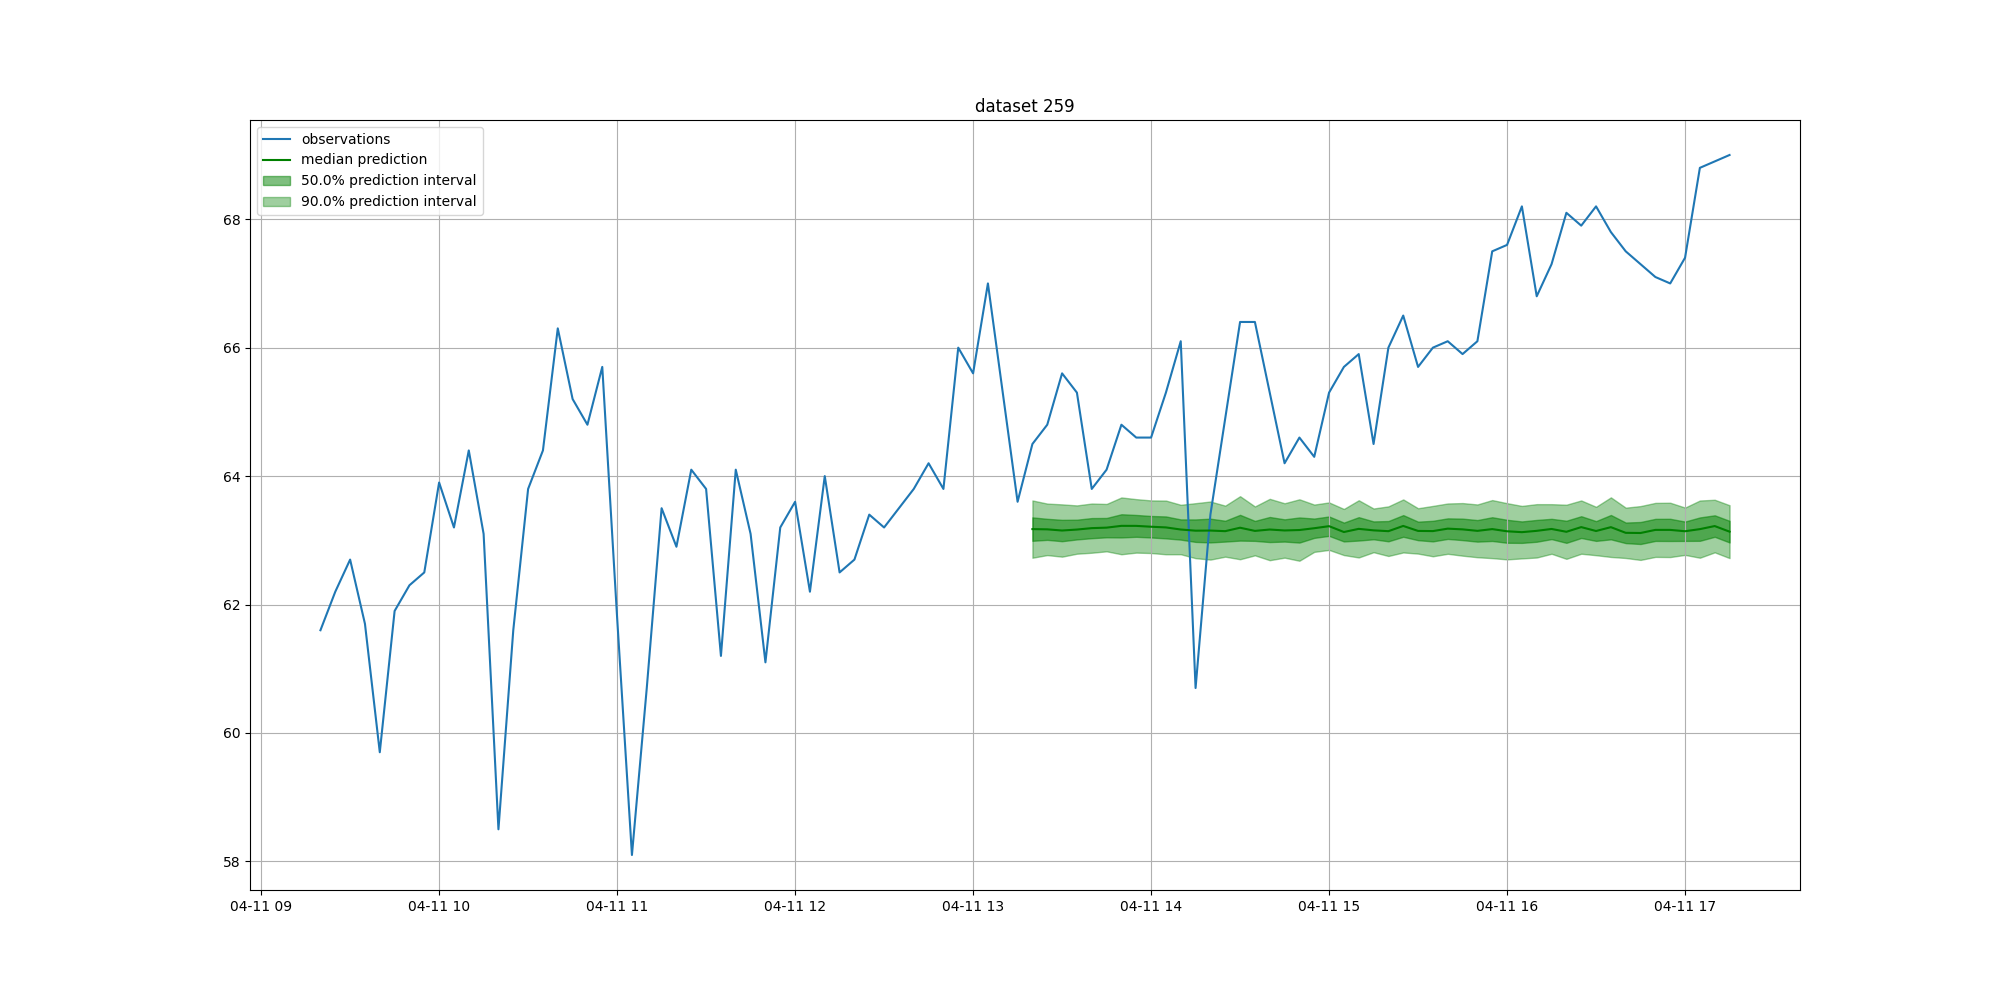 dataset 259
observations
median prediction
50.0% prediction interval
90.0% prediction interval
68
66
64
62
60
58
04-11 09 04-11 10 04-11 11 04-11 12 04-11 13 04-11 14 04-11 15 04-11 16 04-11 17